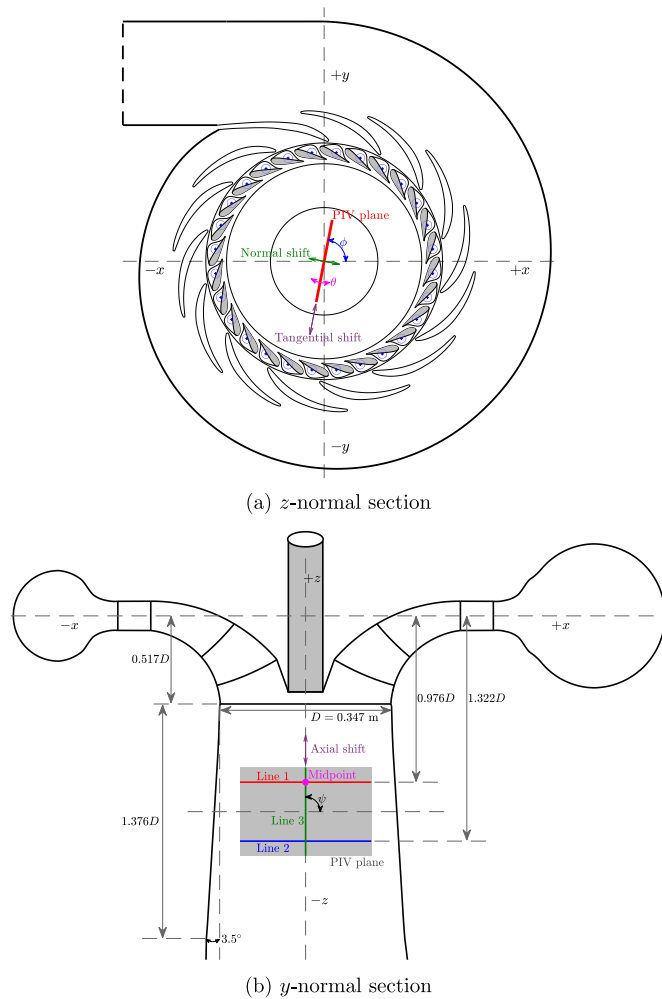 +y
PIV plane
ϕ
Normal shift
−x
+x
θ
Tangential shift
−y
(a) z-normal section
+z
−x
+x
0.517D
0.976D
1.322D
D = 0.347 m
Axial shift
Line 1
Midpoint
ψ
1.376D
Line 3
Line 2
PIV plane
−z
3.5°
(b) y-normal section